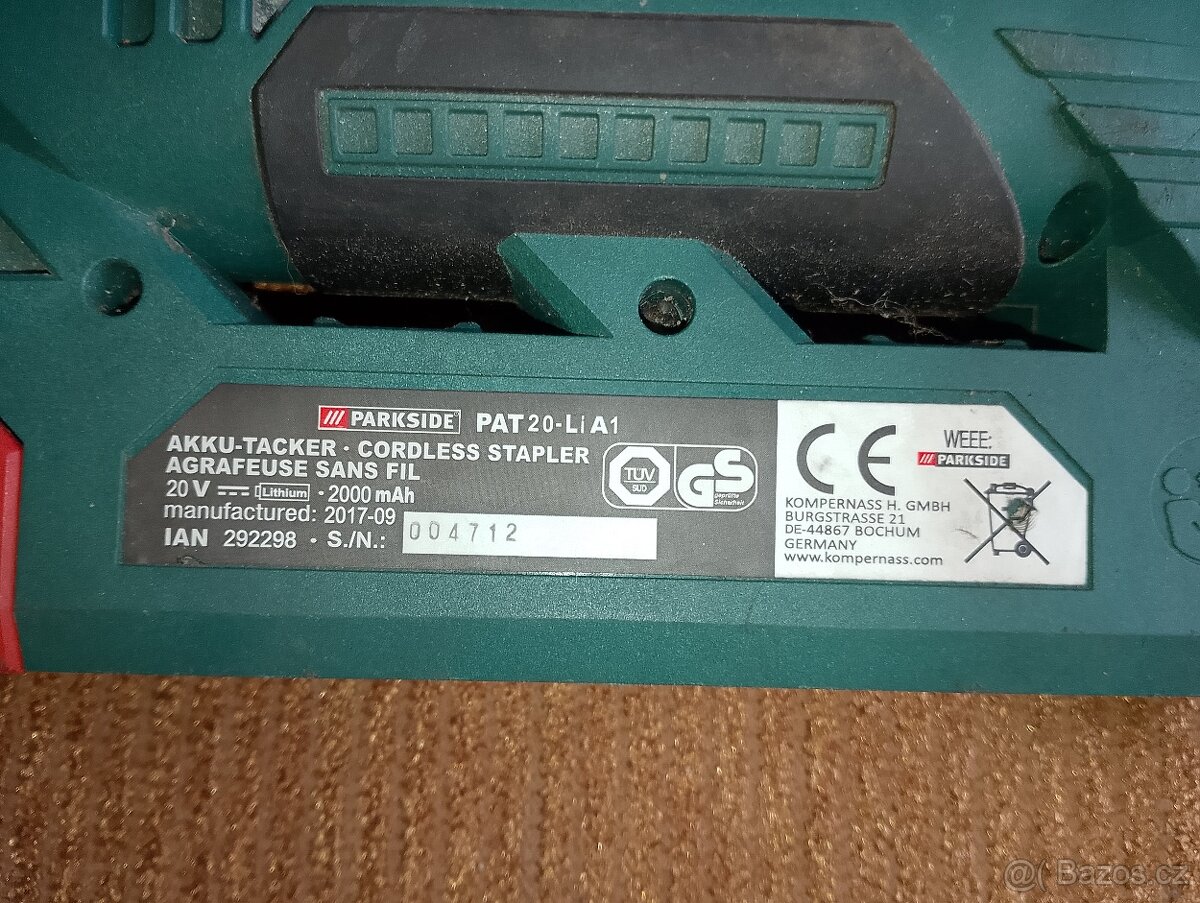 /// PARKSIDE® PAT 20-Li A1
AKKU-TACKER · CORDLESS STAPLER
AGRAFEUSE SANS FIL
20 V Lithium · 2000 mAh
manufactured: 2017-09
IAN 292298 · S./N.: 004712
TÜV
SÜD
GS
geprüfte
Sicherheit
CE
WEEE:
/// PARKSIDE
KOMPERNASS H. GMBH
BURGSTRASSE 21
DE-44867 BOCHUM
GERMANY
www.kompernass.com
@( Bazos.cz